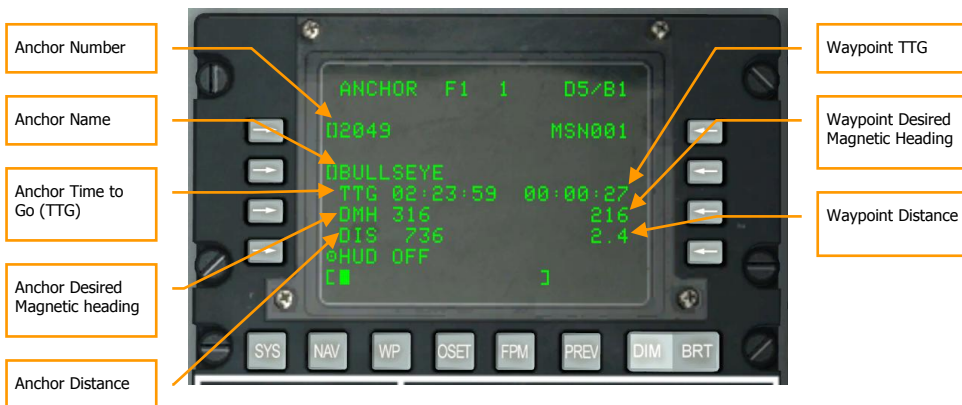 Anchor Number
Anchor Name
Anchor Time to
Go (TTG)
Anchor Desired
Magnetic heading
Anchor Distance
ANCHOR F1 1 D5/B1
[]2049 MSN001
[]BULLSEYE
TTG 02:23:59 00:00:27
DMH 316 216
DIS 736 2.4
HUD OFF
[ ]
SYS NAV WP OSET FPM PREV DIM BRT
Waypoint TTG
Waypoint Desired
Magnetic Heading
Waypoint Distance